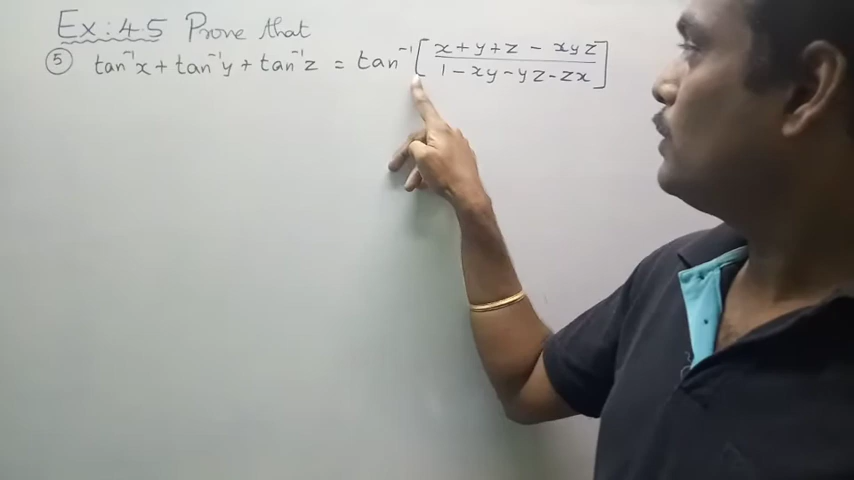 Ex: 4.5 Prove that
⑤ tan⁻¹x + tan⁻¹y + tan⁻¹z = tan⁻¹[(x+y+z - xyz)/(1-xy-yz-zx)]